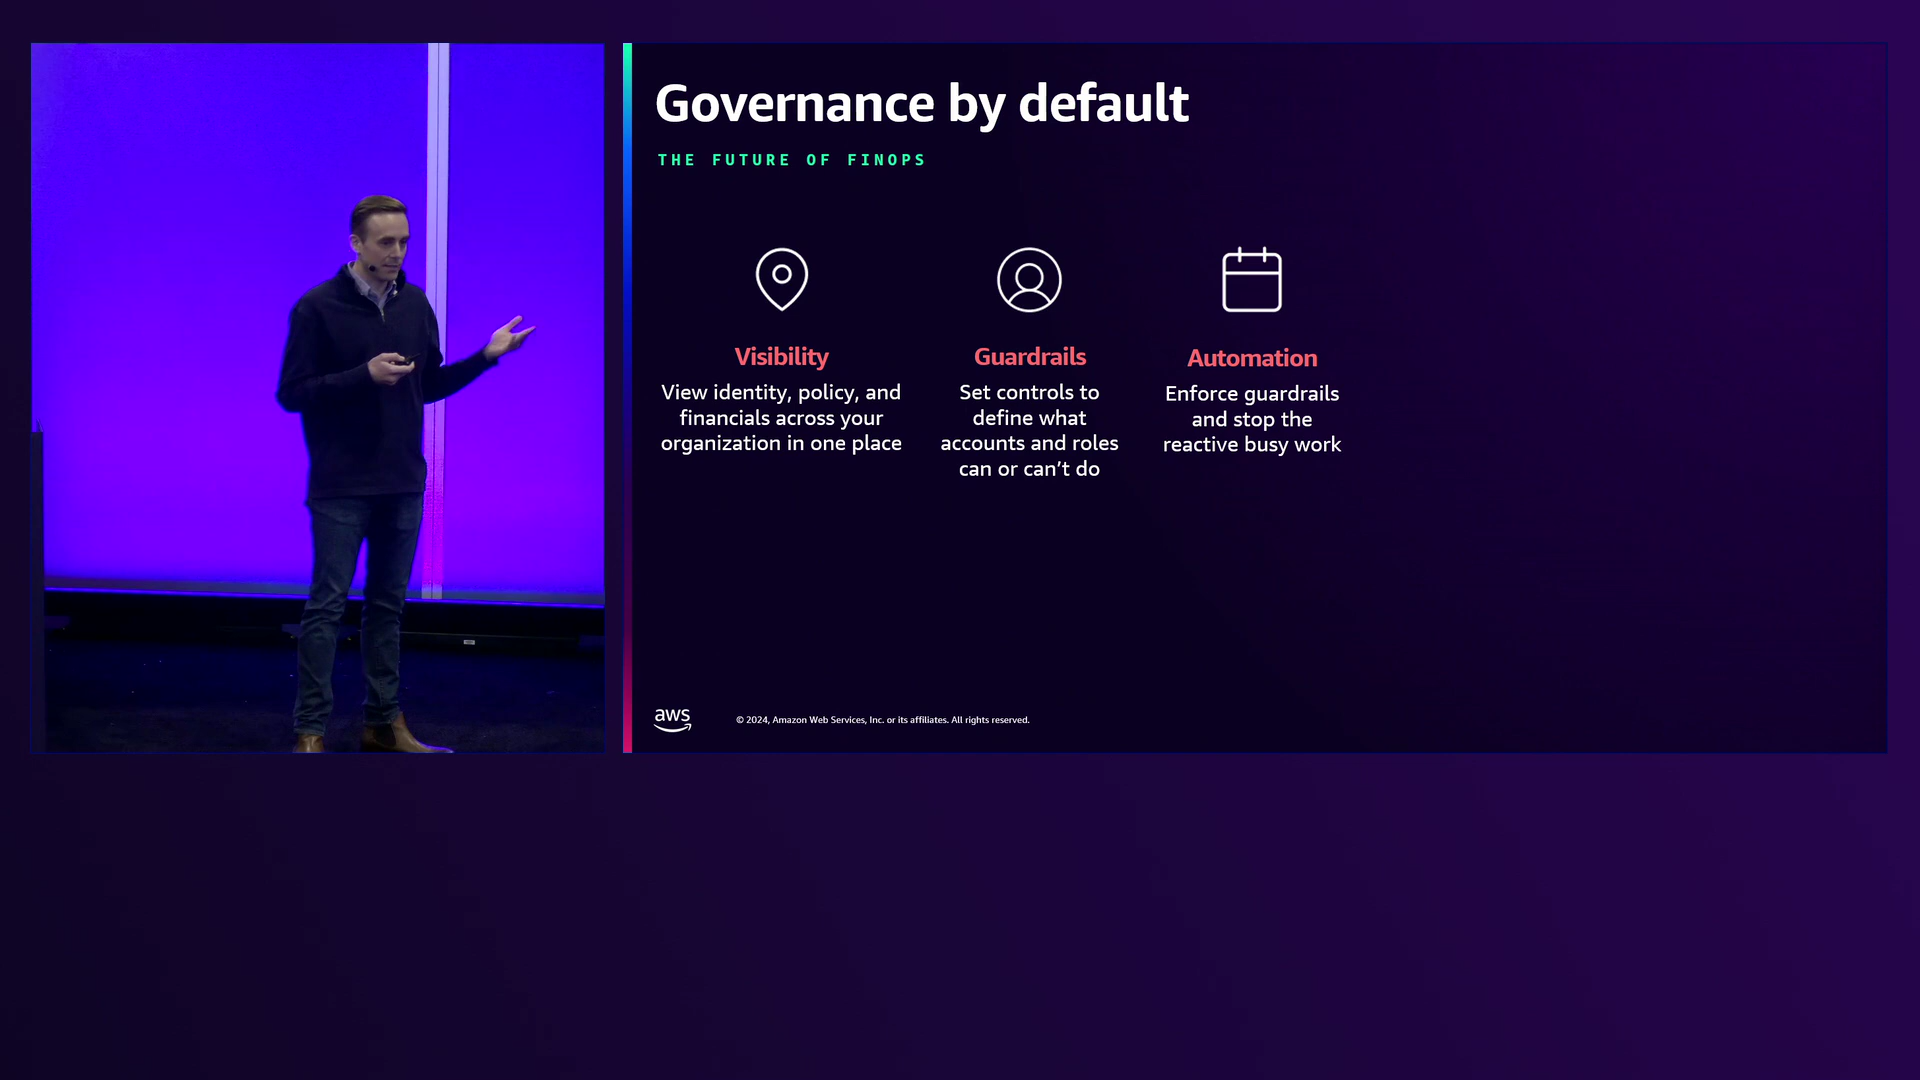 Governance by default
THE FUTURE OF FINOPS
Visibility
View identity, policy, and
financials across your
organization in one place
Guardrails
Set controls to
define what
accounts and roles
can or can’t do
Automation
Enforce guardrails
and stop the
reactive busy work
aws
© 2024, Amazon Web Services, Inc. or its affiliates. All rights reserved.